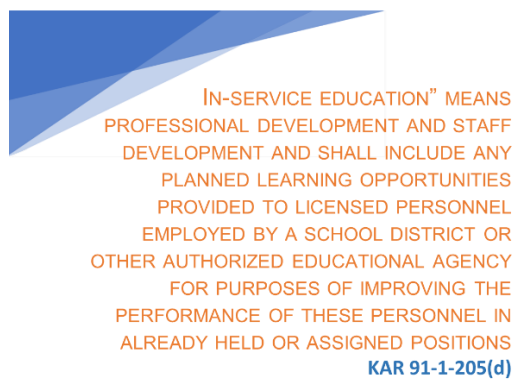 IN-SERVICE EDUCATION” MEANS
PROFESSIONAL DEVELOPMENT AND STAFF
DEVELOPMENT AND SHALL INCLUDE ANY
PLANNED LEARNING OPPORTUNITIES
PROVIDED TO LICENSED PERSONNEL
EMPLOYED BY A SCHOOL DISTRICT OR
OTHER AUTHORIZED EDUCATIONAL AGENCY
FOR PURPOSES OF IMPROVING THE
PERFORMANCE OF THESE PERSONNEL IN
ALREADY HELD OR ASSIGNED POSITIONS
KAR 91-1-205(d)